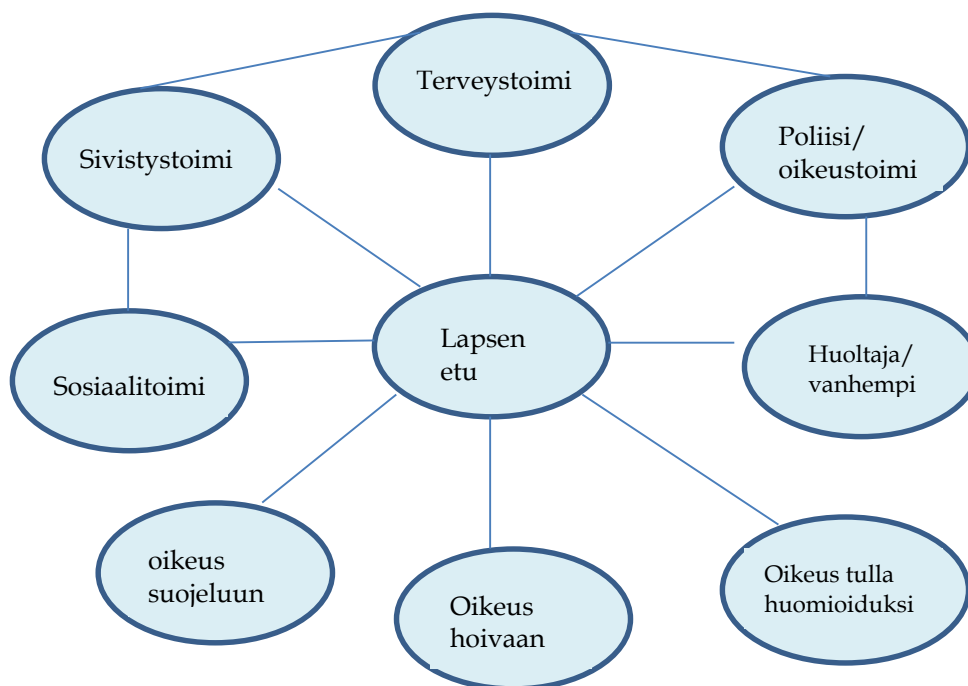 Terveystoimi
Sivistystoimi
Poliisi/
oikeustoimi
Lapsen
etu
Sosiaalitoimi
Huoltaja/
vanhempi
oikeus
suojeluun
Oikeus
hoivaan
Oikeus tulla
huomioiduksi